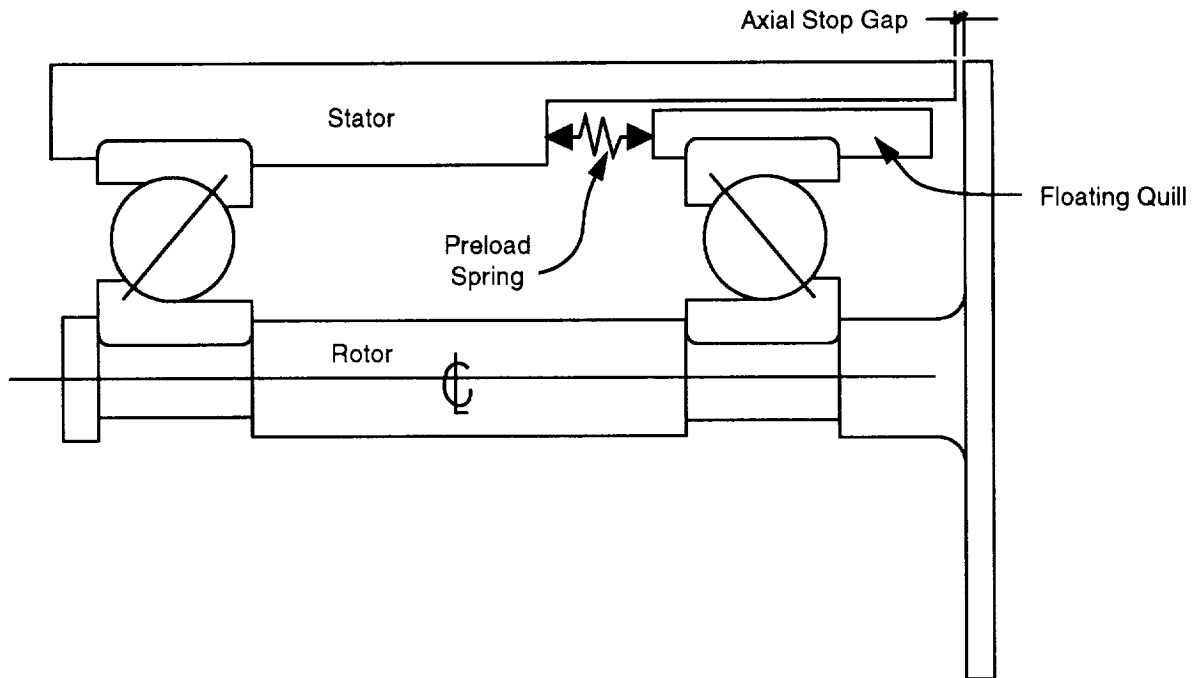 Axial Stop Gap
Stator
Floating Quill
Preload
Spring
Rotor
℄